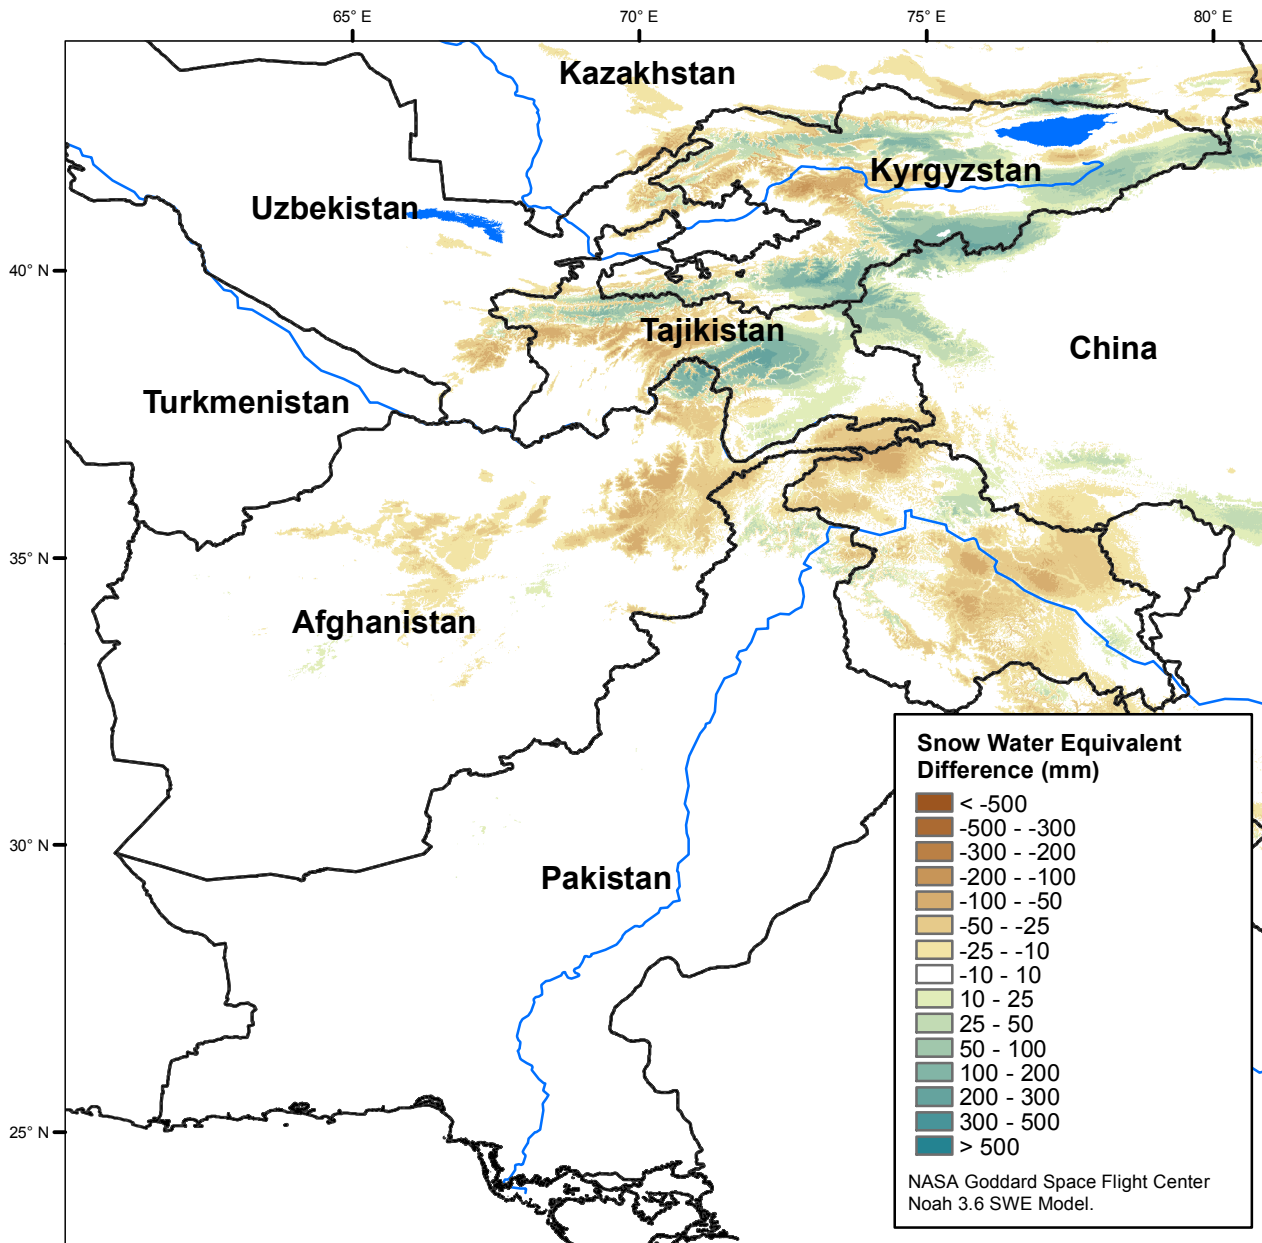 65° E
70° E
75° E
80° E
Kazakhstan
Kyrgyzstan
Uzbekistan
40° N
Tajikistan
China
Turkmenistan
35° N
Afghanistan
30° N
Pakistan
25° N
Snow Water Equivalent
Difference (mm)
< -500
-500 - -300
-300 - -200
-200 - -100
-100 - -50
-50 - -25
-25 - -10
-10 - 10
10 - 25
25 - 50
50 - 100
100 - 200
200 - 300
300 - 500
> 500
NASA Goddard Space Flight Center
Noah 3.6 SWE Model.